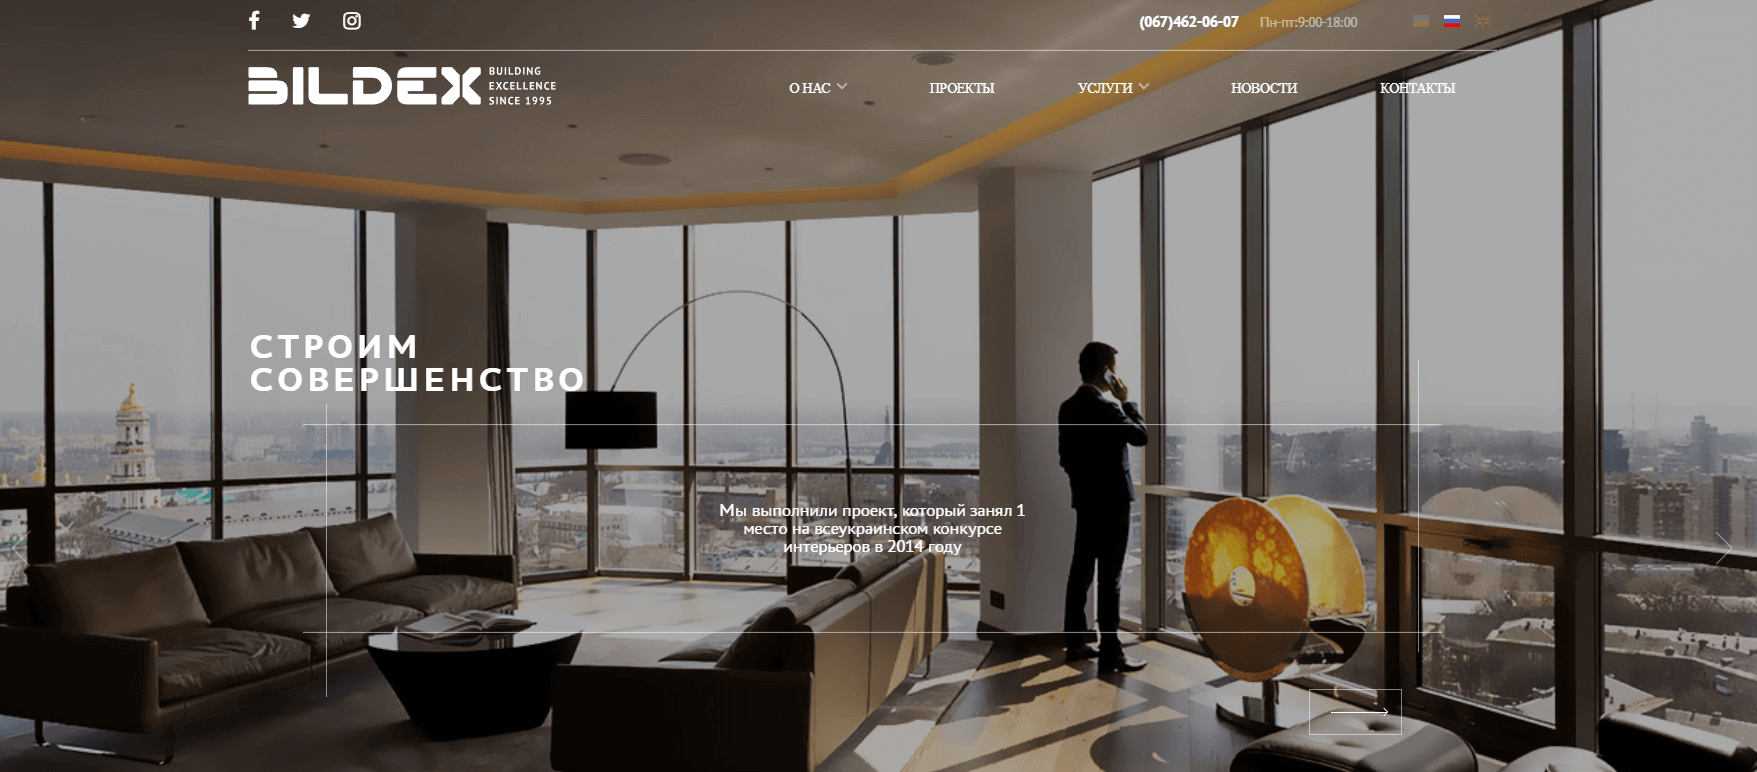 (067)462-06-07 Пн-пт:9:00-18:00
BILDEX
BUILDING
EXCELLENCE
SINCE 1995
О НАС ПРОЕКТЫ УСЛУГИ НОВОСТИ КОНТАКТЫ
СТРОИМ
СОВЕРШЕНСТВО
Мы выполнили проект, который занял 1
место на всеукраинском конкурсе
интерьеров в 2014 году